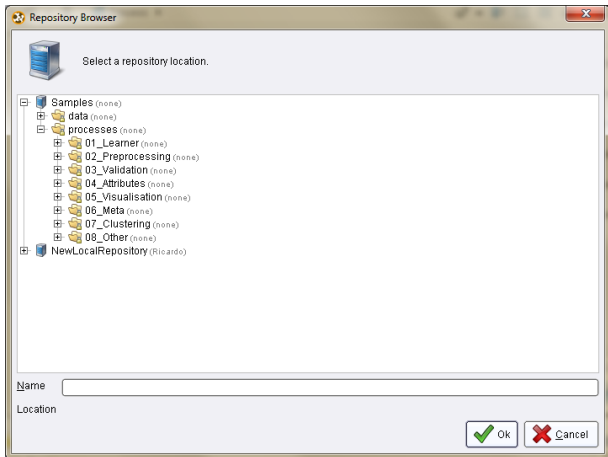 Repository Browser
Select a repository location.
Samples (none)
data (none)
processes (none)
01_Learner (none)
02_Preprocessing (none)
03_Validation (none)
04_Attributes (none)
05_Visualisation (none)
06_Meta (none)
07_Clustering (none)
08_Other (none)
NewLocalRepository (Ricardo)
Name
Location
Ok Cancel